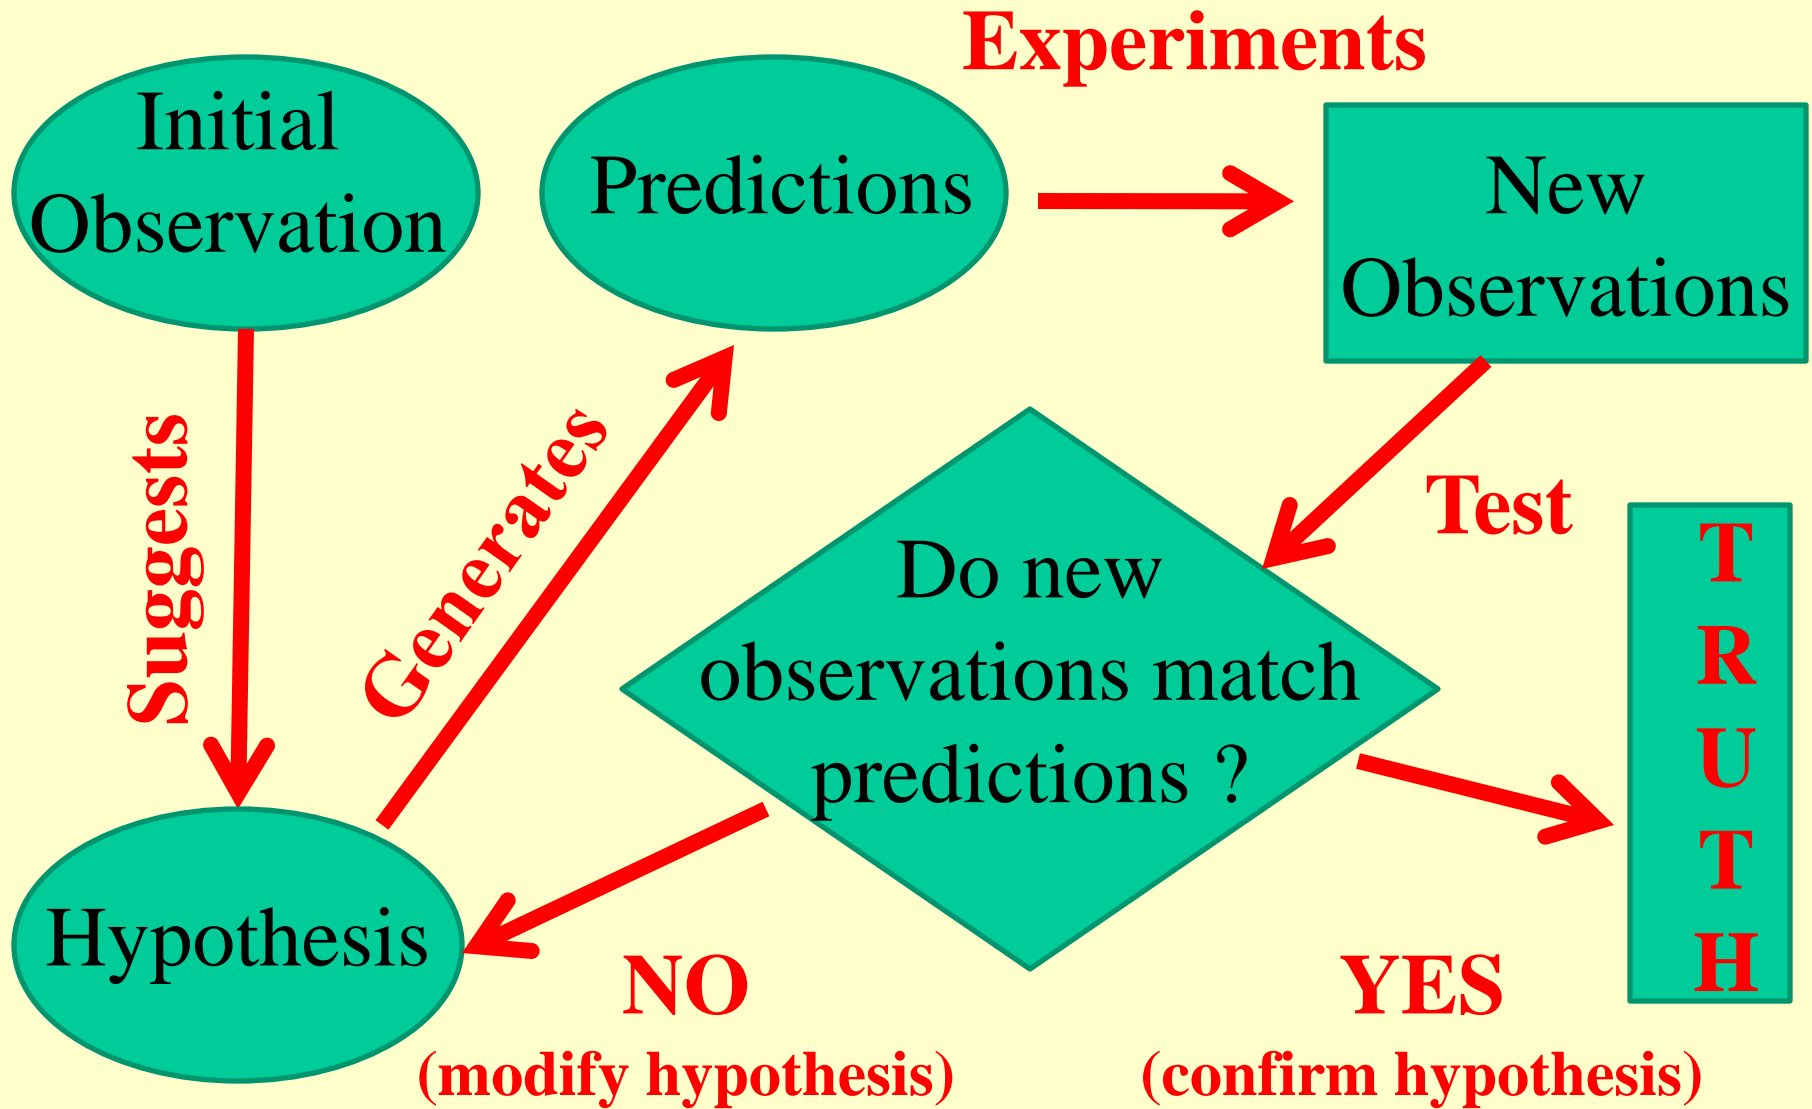 Experiments
Initial
Observation
Predictions
New
Observations
Suggests
Generates
Test
Do new
observations match
predictions ?
T
R
U
T
H
Hypothesis
NO
(modify hypothesis)
YES
(confirm hypothesis)